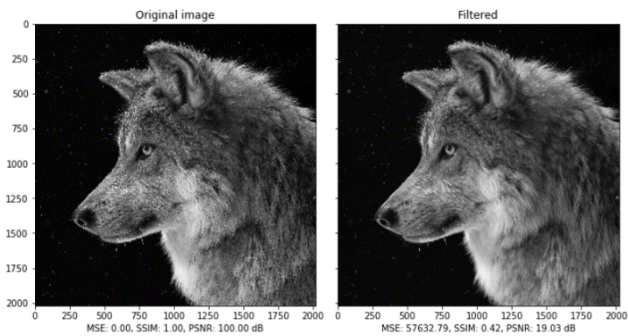 Original image
Filtered
0
250
500
750
1000
1250
1500
1750
2000
0 250 500 750 1000 1250 1500 1750 2000
0 250 500 750 1000 1250 1500 1750 2000
MSE: 0.00, SSIM: 1.00, PSNR: 100.00 dB
MSE: 57632.79, SSIM: 0.42, PSNR: 19.03 dB